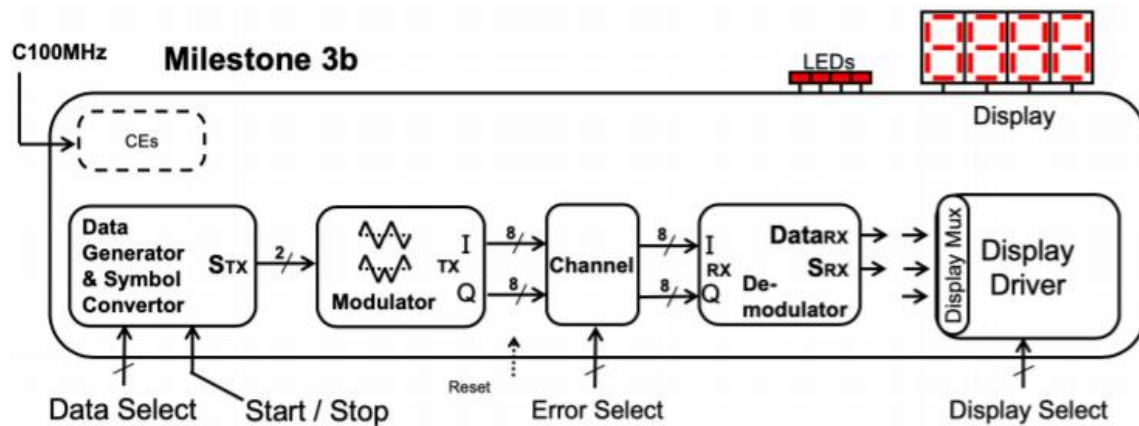 C100MHz
Milestone 3b
LEDs
Display
CEs
Data
Generator
& Symbol
Convertor
STX
2
Modulator
I
TX
Q
8
8
Channel
8
8
I
RX
Q
DataRX
SRX
De-
modulator
Display Mux
Display
Driver
Data Select
Start / Stop
Reset
Error Select
Display Select